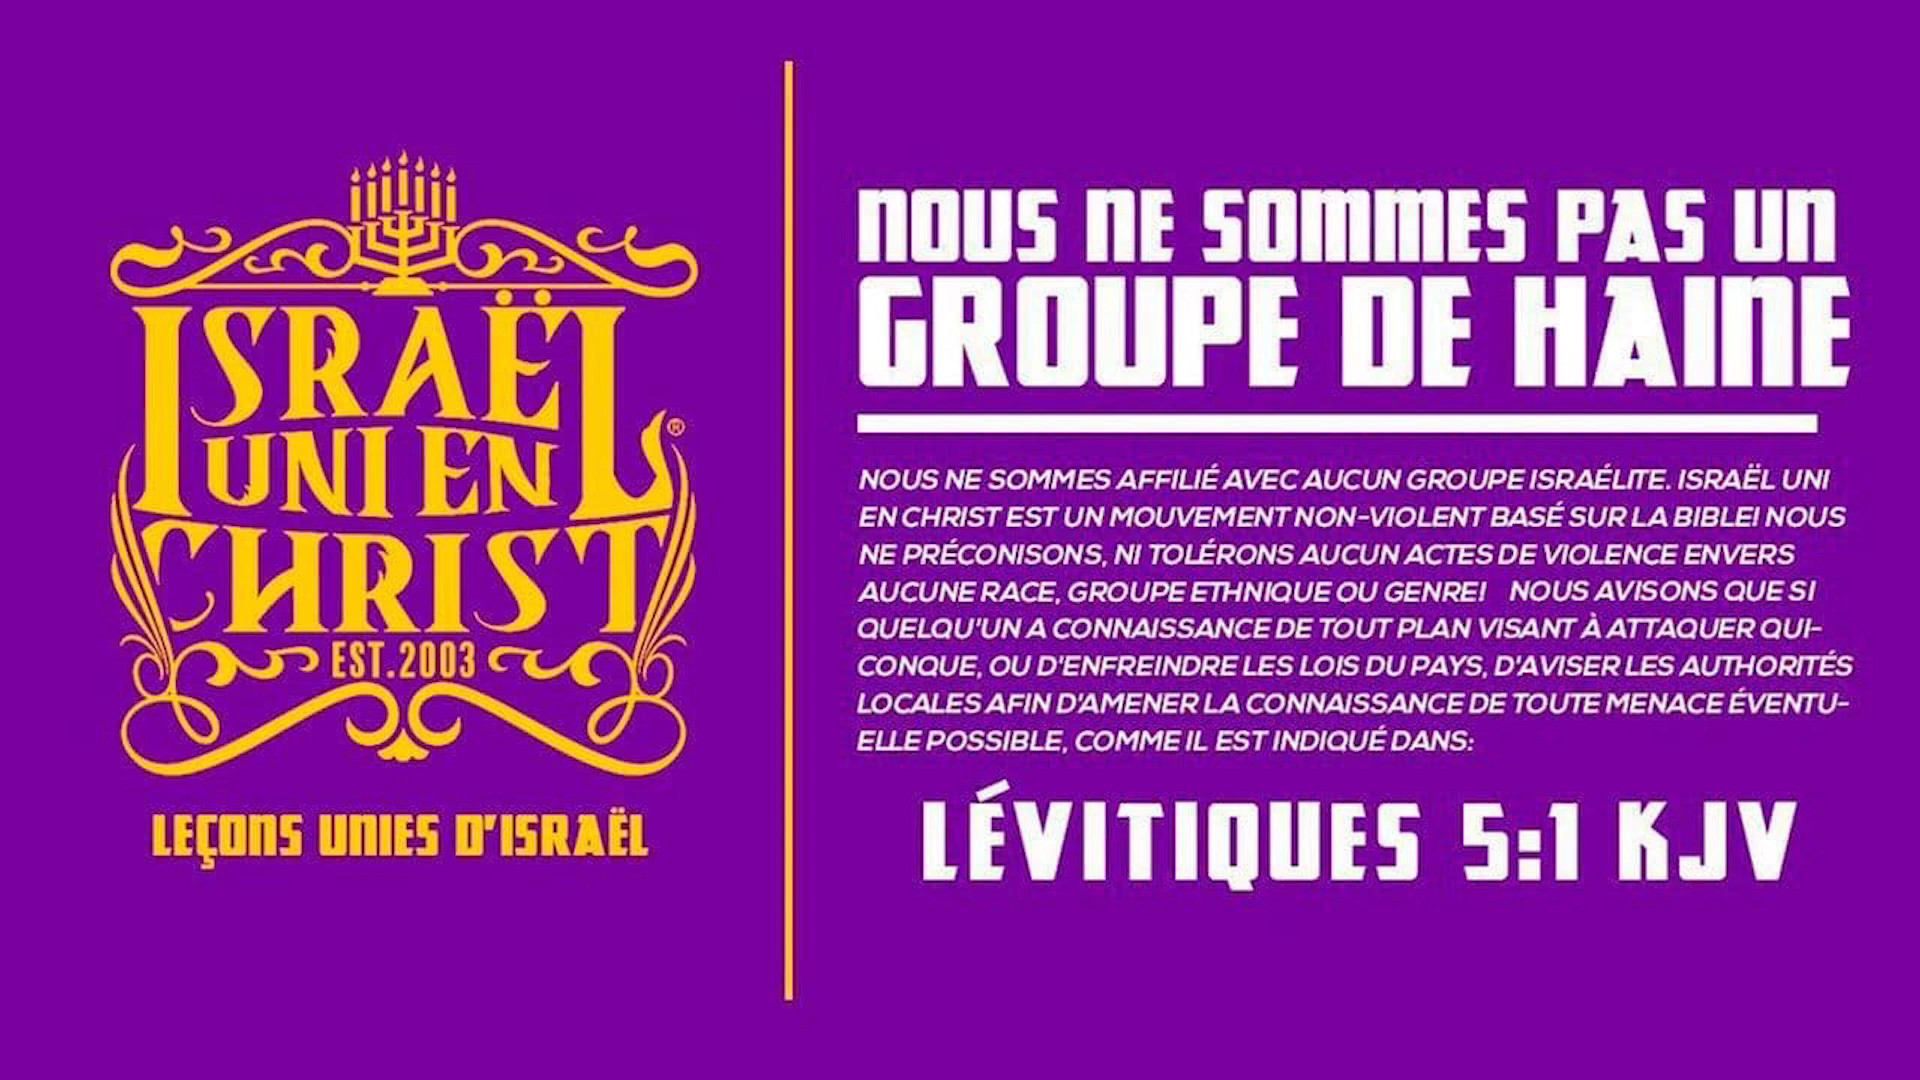 ISRAËL
UNI EN
CHRIST
®
EST. 2003
LEÇONS UNIES D'ISRAËL
NOUS NE SOMMES PAS UN
GROUPE DE HAINE
NOUS NE SOMMES AFFILIÉ AVEC AUCUN GROUPE ISRAÉLITE. ISRAËL UNI
EN CHRIST EST UN MOUVEMENT NON-VIOLENT BASÉ SUR LA BIBLE! NOUS
NE PRÉCONISONS, NI TOLÉRONS AUCUN ACTES DE VIOLENCE ENVERS
AUCUNE RACE, GROUPE ETHNIQUE OU GENRE! NOUS AVISONS QUE SI
QUELQU'UN A CONNAISSANCE DE TOUT PLAN VISANT À ATTAQUER QUI-
CONQUE, OU D'ENFREINDRE LES LOIS DU PAYS, D'AVISER LES AUTHORITÉS
LOCALES AFIN D'AMENER LA CONNAISSANCE DE TOUTE MENACE ÉVENTU-
ELLE POSSIBLE, COMME IL EST INDIQUÉ DANS:
LÉVITIQUES 5:1 KJV